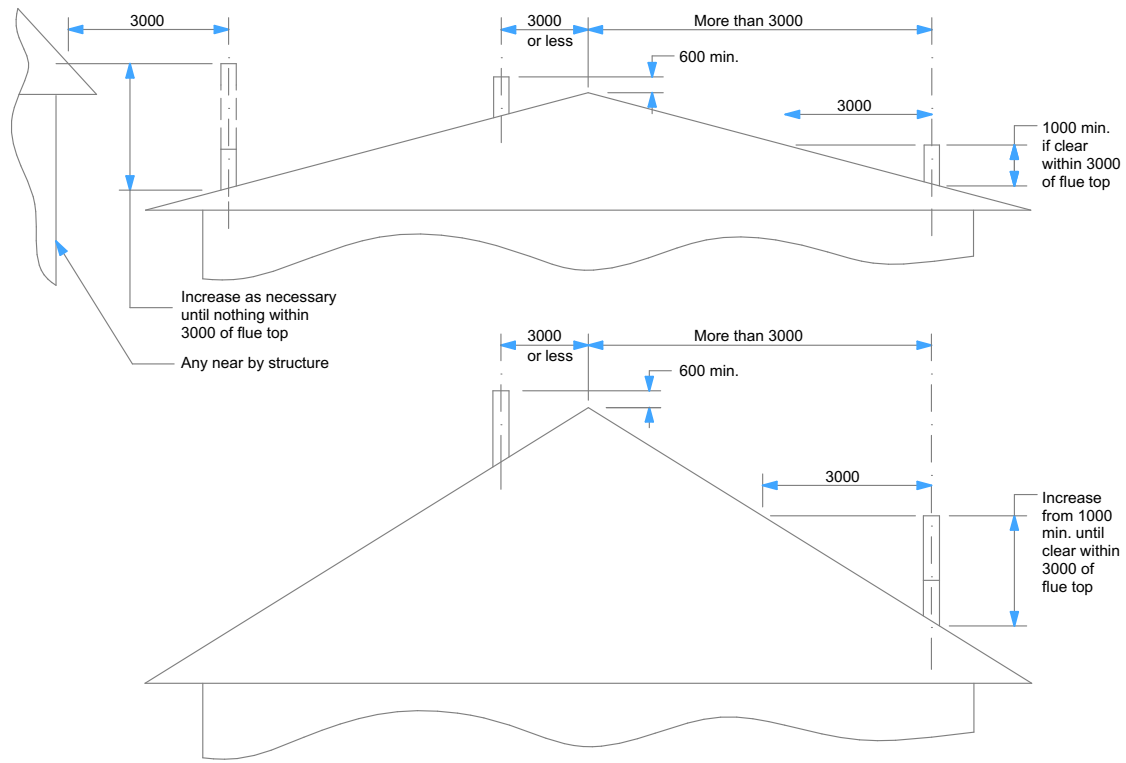 3000
3000
or less
More than 3000
600 min.
3000
1000 min.
if clear
within 3000
of flue top
Increase as necessary
until nothing within
3000 of flue top
Any near by structure
3000
or less
More than 3000
600 min.
3000
Increase
from 1000
min. until
clear within
3000 of
flue top